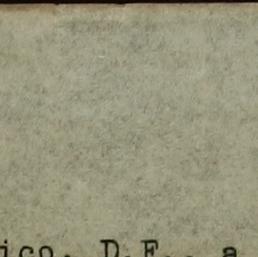 ico, D.F., a